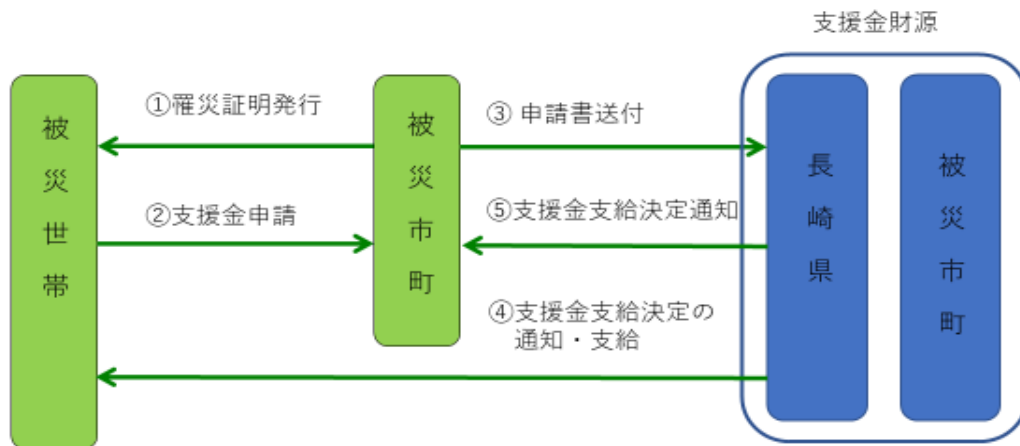 支援金財源
被災世帯
①罹災証明発行
②支援金申請
被災市町
③ 申請書送付
⑤支援金支給決定通知
④支援金支給決定の
通知・支給
長崎県
被災市町